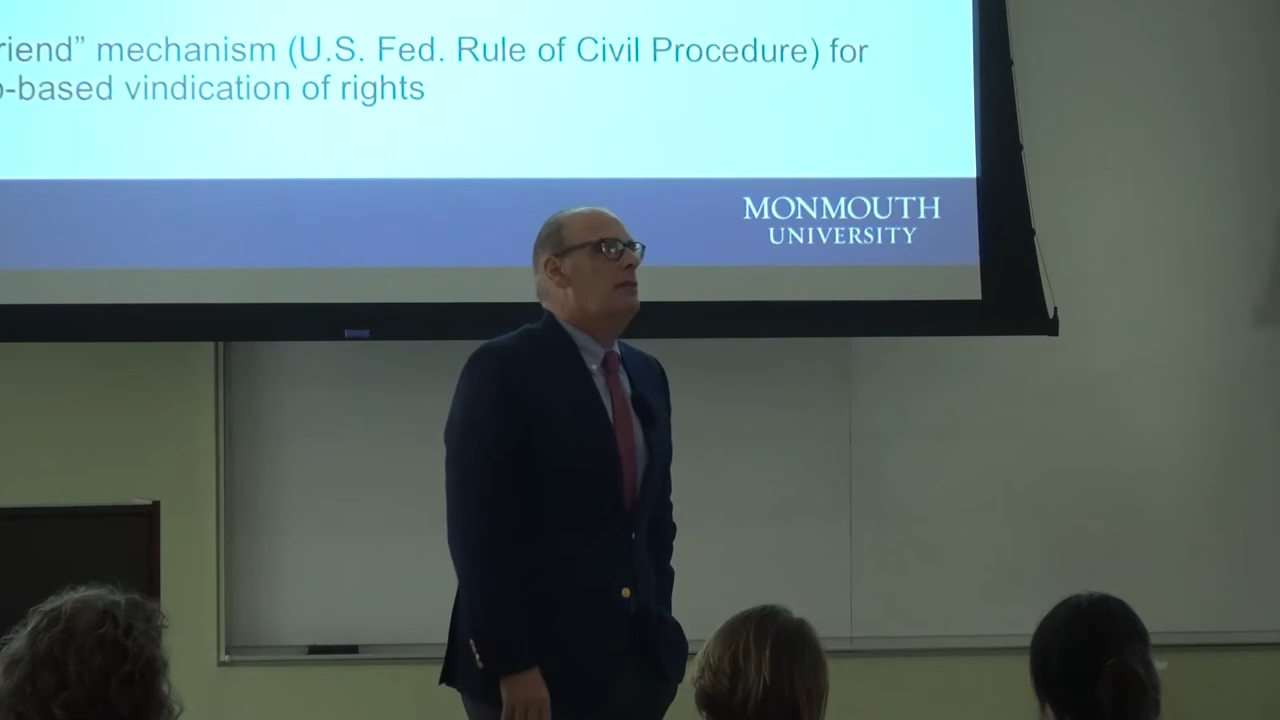 riend” mechanism (U.S. Fed. Rule of Civil Procedure) for
-based vindication of rights
MONMOUTH
UNIVERSITY